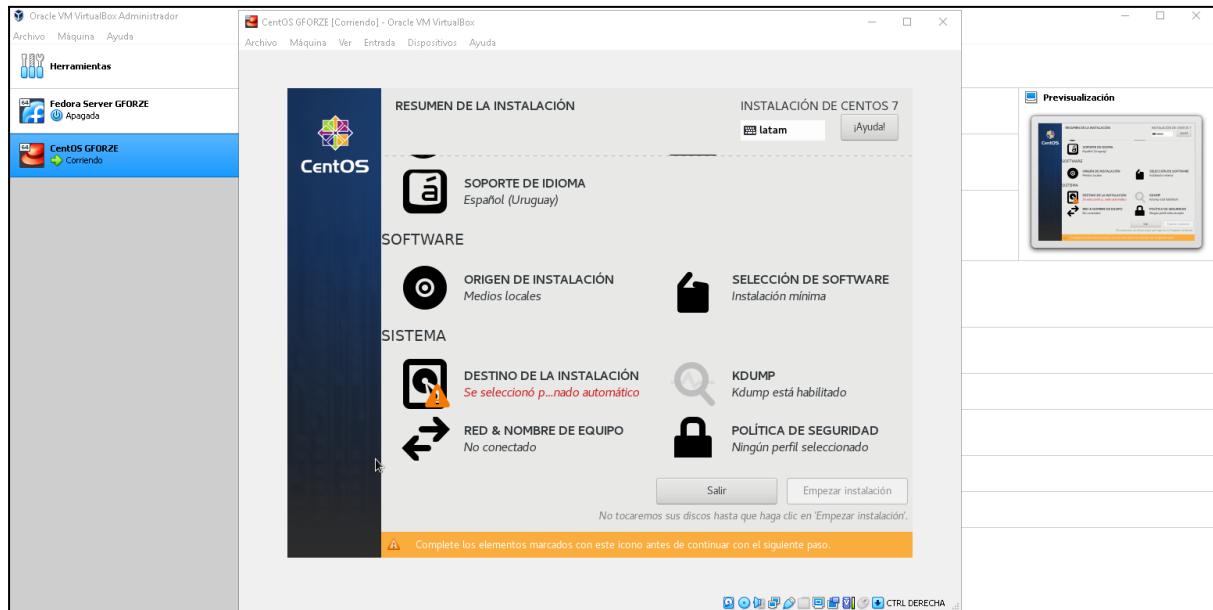 Oracle VM VirtualBox Administrador
Archivo Máquina Ayuda
Herramientas
64
Fedora Server GFORZE
Apagada
64
CentOS GFORZE
Corriendo
CentOS GFORZE [Corriendo] - Oracle VM VirtualBox
Archivo Máquina Ver Entrada Dispositivos Ayuda
CentOS
RESUMEN DE LA INSTALACIÓN
INSTALACIÓN DE CENTOS 7
latam
¡Ayuda!
á
SOPORTE DE IDIOMA
Español (Uruguay)
SOFTWARE
ORIGEN DE INSTALACIÓN
Medios locales
SELECCIÓN DE SOFTWARE
Instalación mínima
SISTEMA
DESTINO DE LA INSTALACIÓN
Se seleccionó p...nado automático
KDUMP
Kdump está habilitado
RED & NOMBRE DE EQUIPO
No conectado
POLÍTICA DE SEGURIDAD
Ningún perfil seleccionado
Salir
Empezar instalación
No tocaremos sus discos hasta que haga clic en 'Empezar instalación'.
Complete los elementos marcados con este icono antes de continuar con el siguiente paso.
CTRL DERECHA
Previsualización